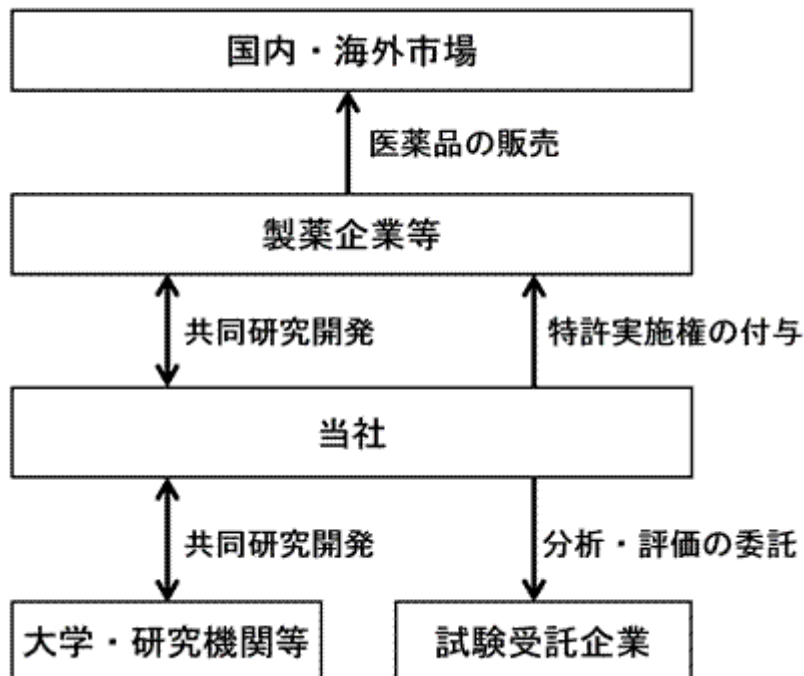 国内・海外市場
医薬品の販売
製薬企業等
共同研究開発
特許実施権の付与
当社
共同研究開発
分析・評価の委託
大学・研究機関等
試験受託企業